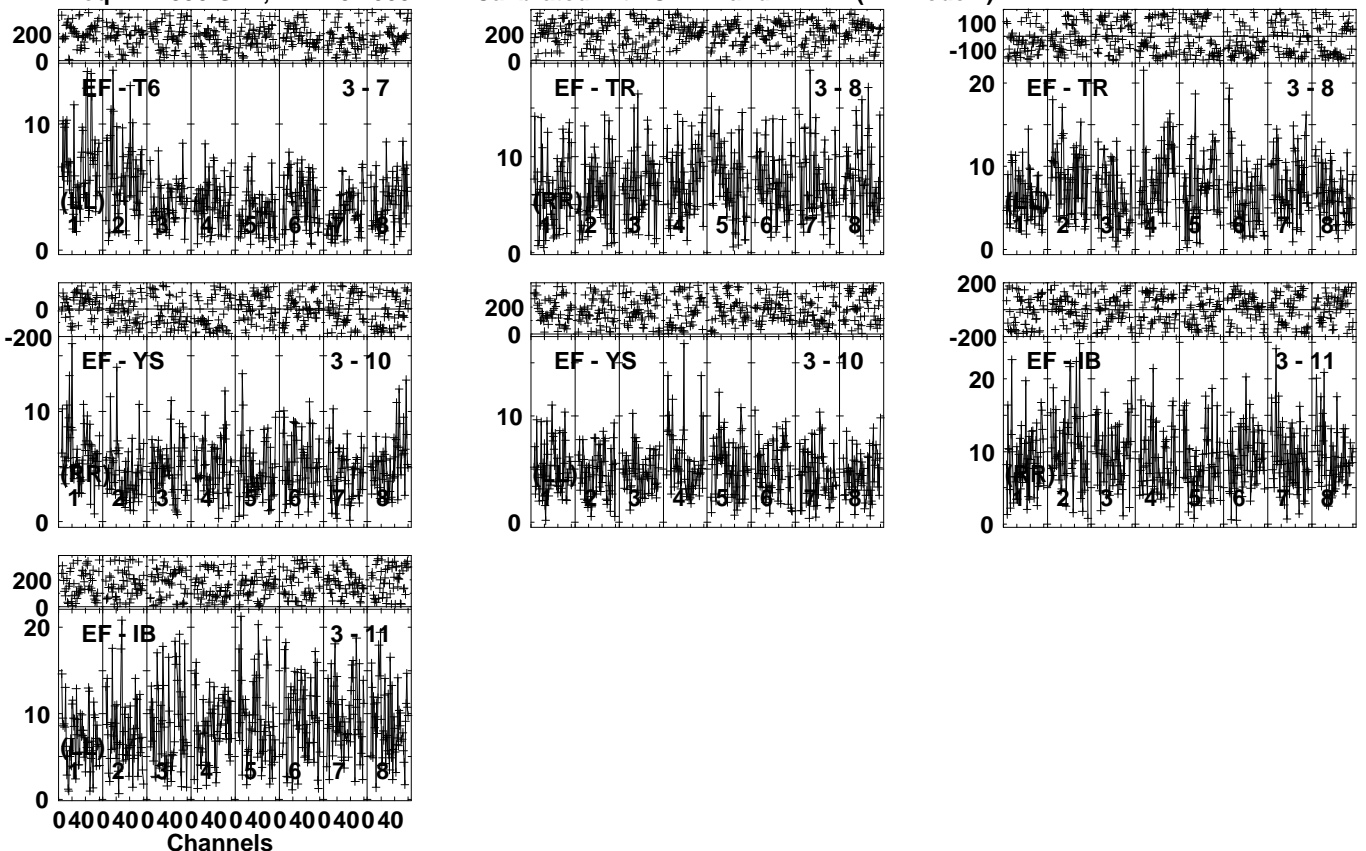 200 200 100
0 0 -100
EF - T6 3 - 7 EF - TR 3 - 8 EF - TR 3 - 8
20
10 10 10
(LL) (RR) (LL)
1 2 3 4 5 6 7 8 1 2 3 4 5 6 7 8 1 2 3 4 5 6 7 8
0 0 0
0 200 200
-200 0 -200
EF - YS 3 - 10 EF - YS 3 - 10 EF - IB 3 - 11
20
10 10 10
(RR) (LL) (RR)
1 2 3 4 5 6 7 8 1 2 3 4 5 6 7 8 1 2 3 4 5 6 7 8
0 0 0
200
0
20 EF - IB 3 - 11
10
(LL)
1 2 3 4 5 6 7 8
0
0 40 0 40 0 40 0 40 0 40 0 40 0 40 0 40
Channels